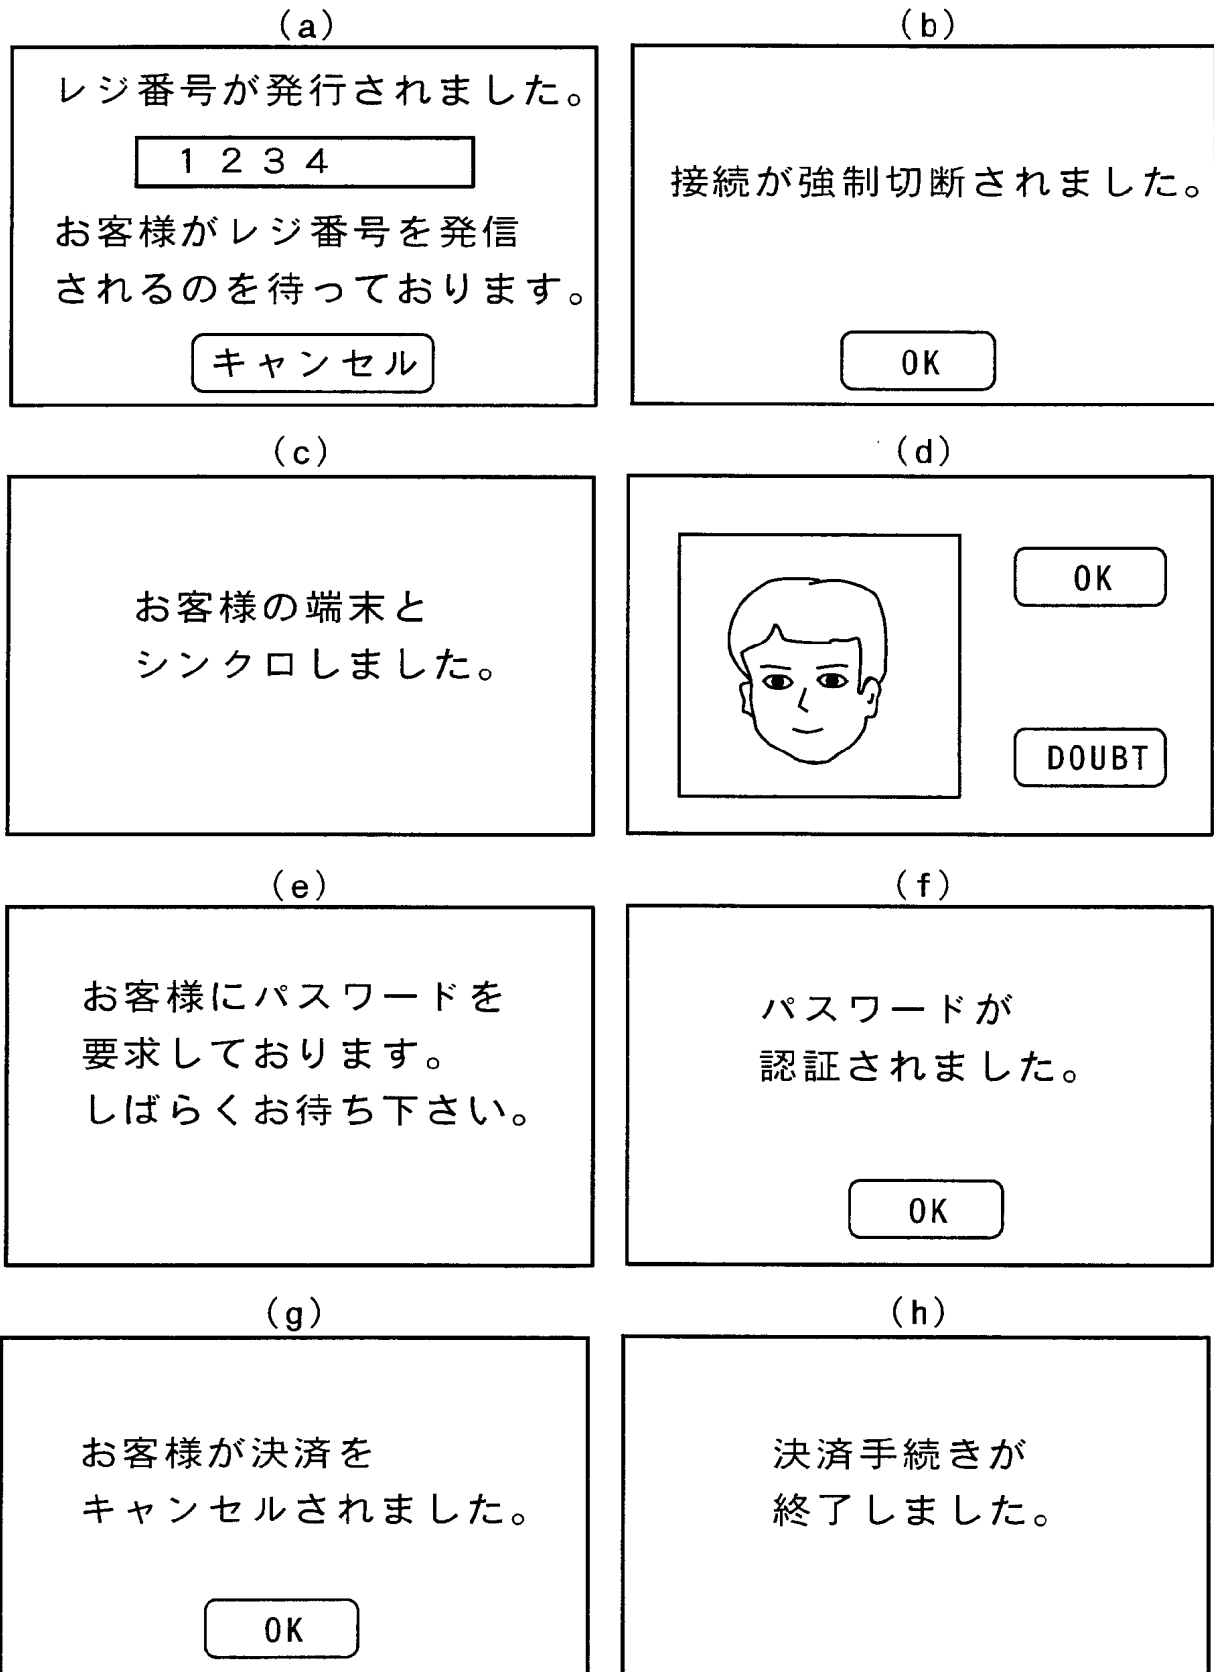 (a)
レジ番号が発行されました。
1234
お客様がレジ番号を発信
されるのを待っております。
キャンセル
(b)
接続が強制切断されました。
OK
(c)
お客様の端末と
シンクロしました。
(d)
OK
DOUBT
(e)
お客様にパスワードを
要求しております。
しばらくお待ち下さい。
(f)
パスワードが
認証されました。
OK
(g)
お客様が決済を
キャンセルされました。
OK
(h)
決済手続きが
終了しました。